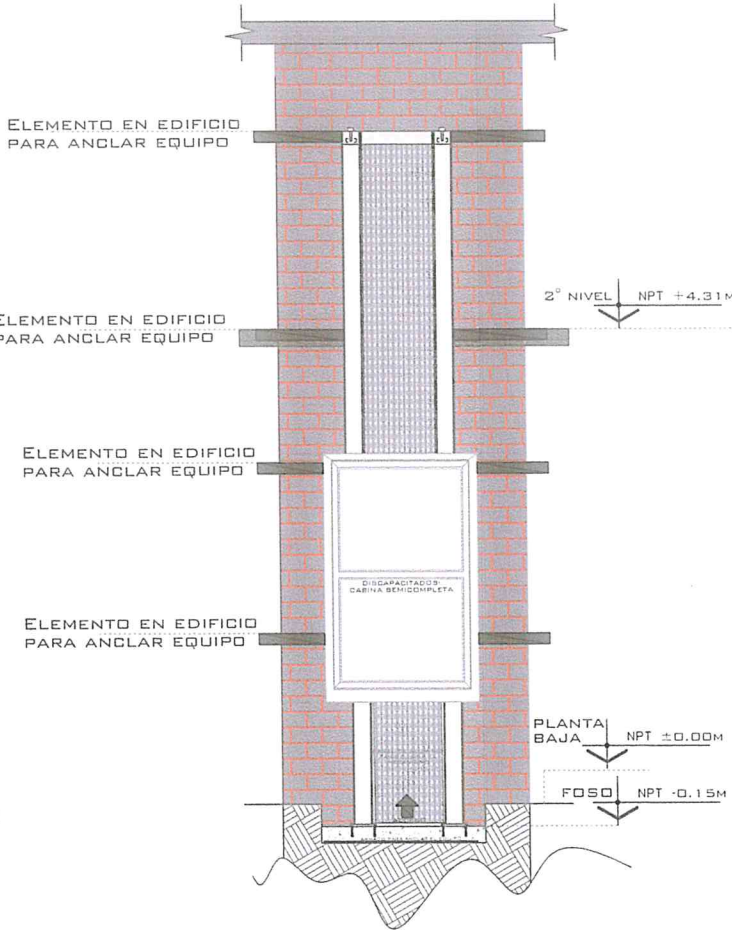 ELEMENTO EN EDIFICIO
PARA ANCLAR EQUIPO
2° NIVEL NPT +4.31M
ELEMENTO EN EDIFICIO
PARA ANCLAR EQUIPO
ELEMENTO EN EDIFICIO
PARA ANCLAR EQUIPO
DISCAPACITADOS
CABINA SEMICOMPLETA
ELEMENTO EN EDIFICIO
PARA ANCLAR EQUIPO
PLANTA
BAJA NPT ±0.00M
FOSO NPT -0.15M